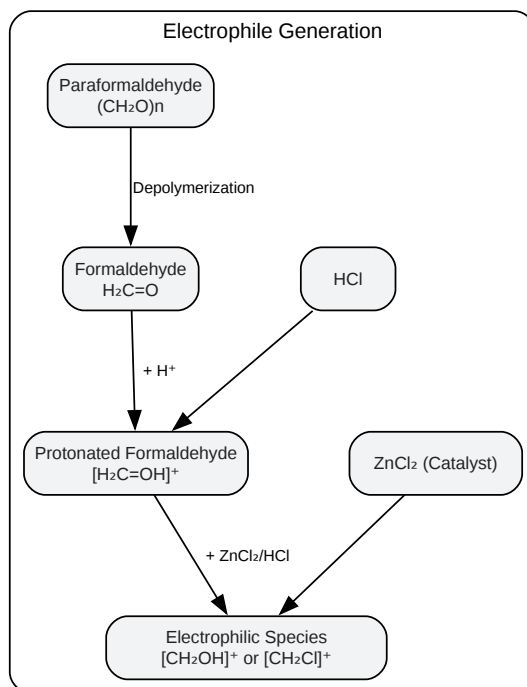 Electrophile Generation
Paraformaldehyde
(CH₂O)n
Depolymerization
Formaldehyde
H₂C=O
HCl
+ H⁺
Protonated Formaldehyde
[H₂C=OH]⁺
ZnCl₂ (Catalyst)
+ ZnCl₂/HCl
Electrophilic Species
[CH₂OH]⁺ or [CH₂Cl]⁺